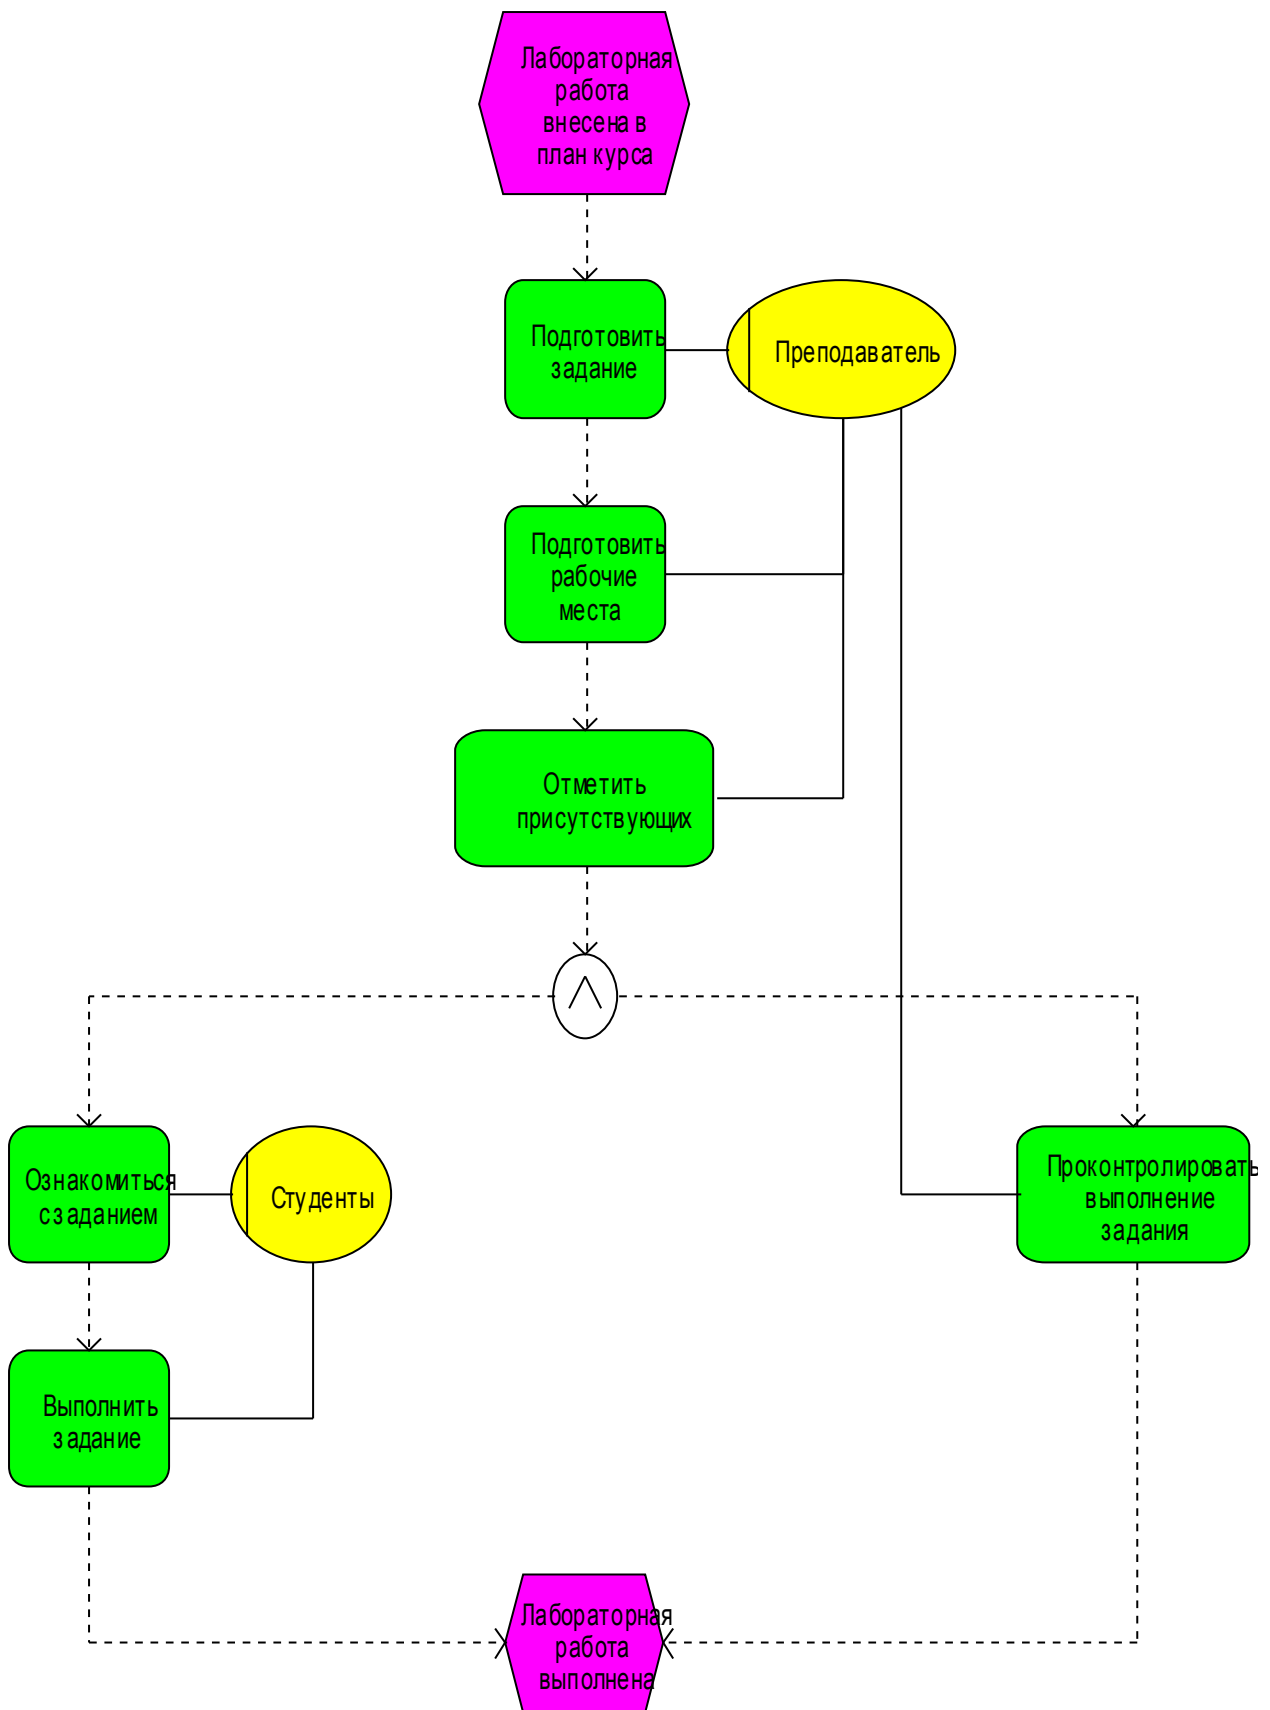 Лабораторная
работа
внесена в
план курса
Подготовить
задание
Преподаватель
Подготовить
рабочие
места
Отметить
присутствующих
Ознакомиться
с заданием
Студенты
Проконтролировать
выполнение
задания
Выполнить
задание
Лабораторная
работа
выполнена